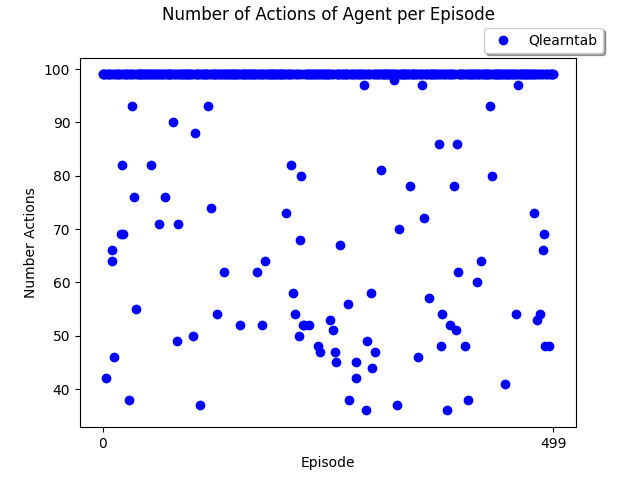 Number of Actions of Agent per Episode
Qlearntab
100
90
80
70
60
50
40
Number Actions
0
499
Episode